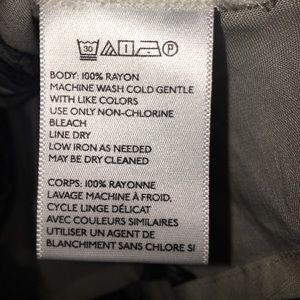 30 P
BODY: 100% RAYON
MACHINE WASH COLD GENTLE
WITH LIKE COLORS
USE ONLY NON-CHLORINE
BLEACH
LINE DRY
LOW IRON AS NEEDED
MAY BE DRY CLEANED
CORPS: 100% RAYONNE
LAVAGE MACHINE À FROID,
CYCLE LINGE DÉLICAT
AVEC COULEURS SIMILAIRES
UTILISER UN AGENT DE
BLANCHIMENT SANS CHLORE SI